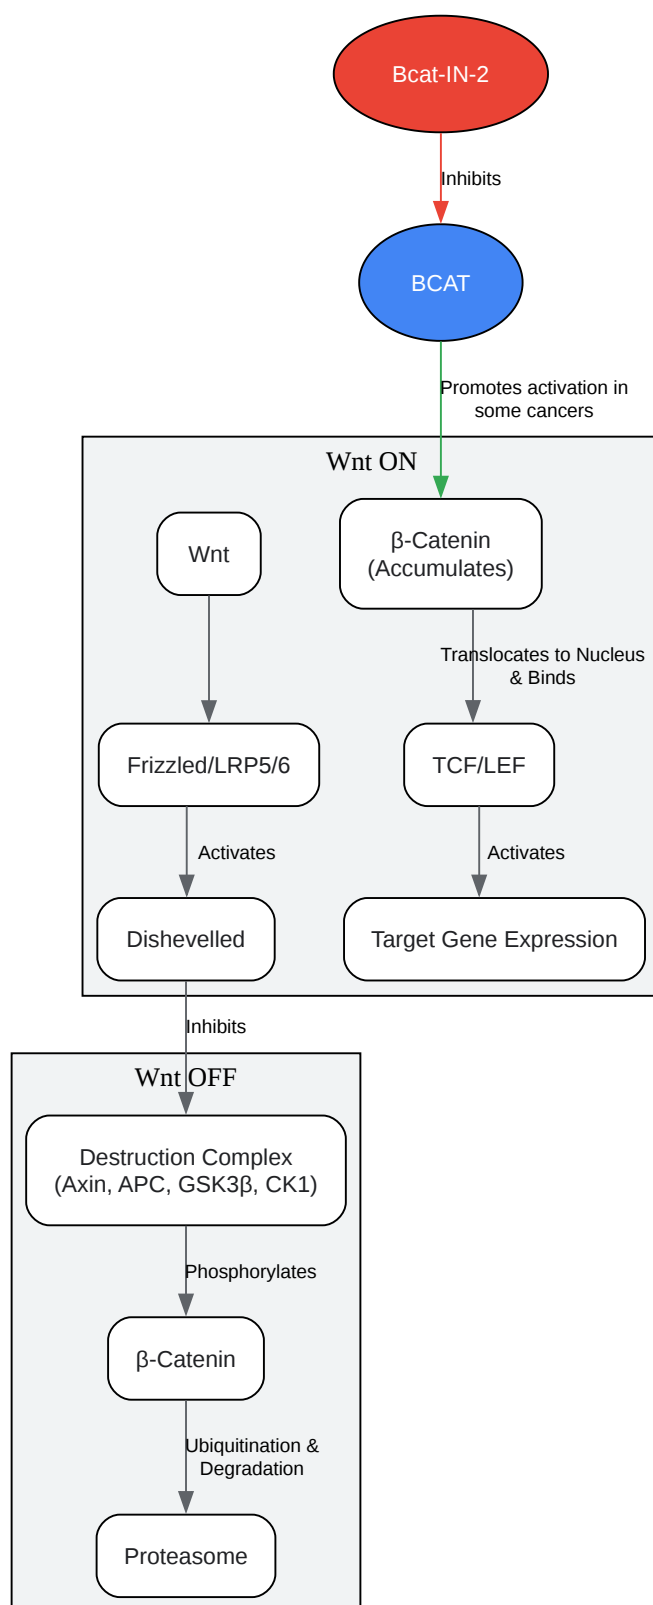 Bcat-IN-2
Inhibits
BCAT
Promotes activation in
some cancers
Wnt ON
Wnt
β-Catenin
(Accumulates)
Translocates to Nucleus
& Binds
Frizzled/LRP5/6
TCF/LEF
Activates
Activates
Dishevelled
Target Gene Expression
Inhibits
Wnt OFF
Destruction Complex
(Axin, APC, GSK3β, CK1)
Phosphorylates
β-Catenin
Ubiquitination &
Degradation
Proteasome